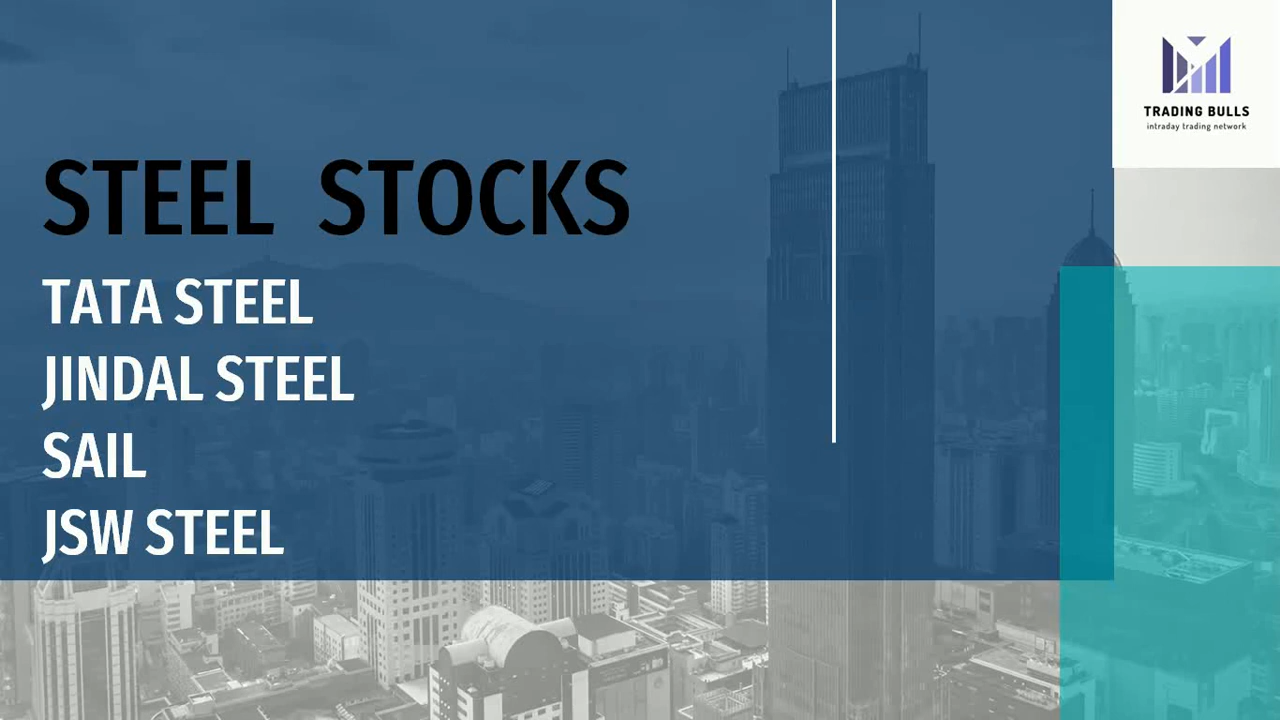 TRADING BULLS
intraday trading network
STEEL STOCKS
TATA STEEL
JINDAL STEEL
SAIL
JSW STEEL